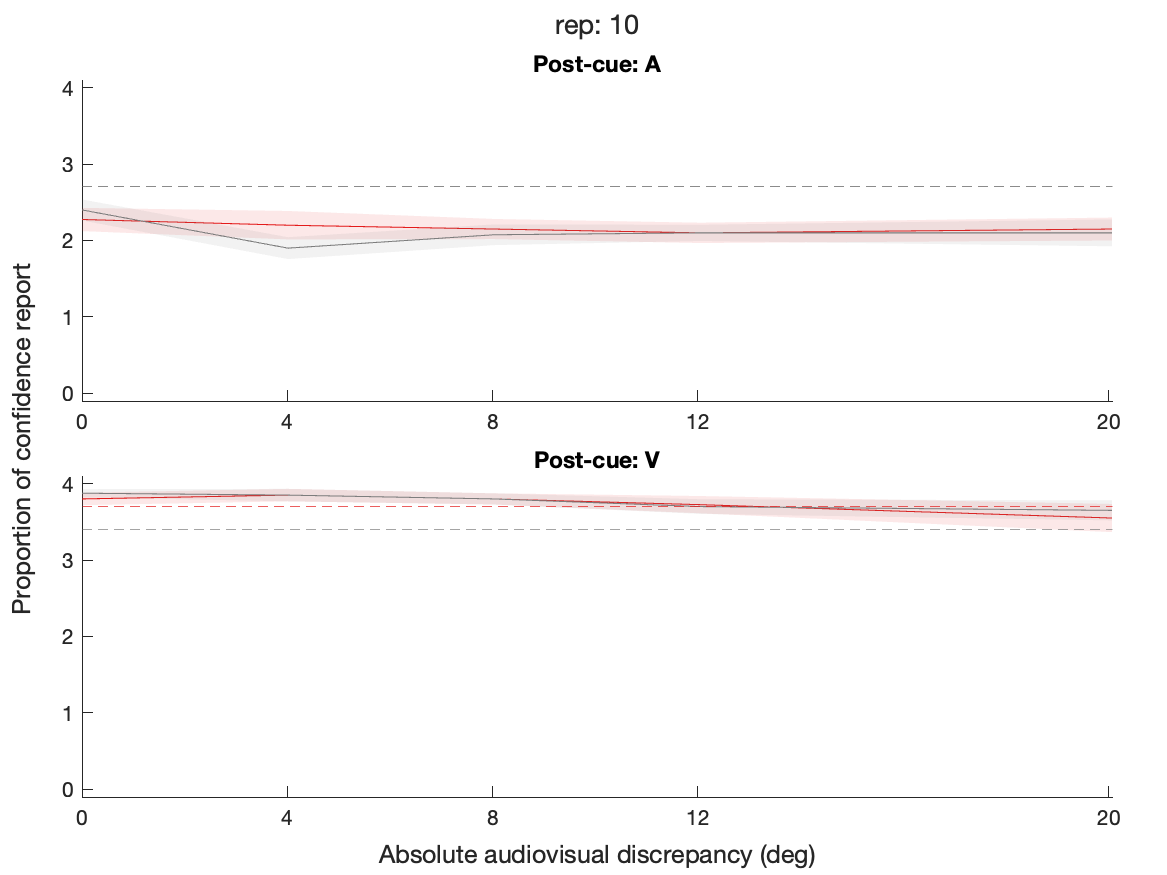 rep: 10
Post-cue: A
4
3
2
1
0
0 4 8 12 20
Proportion of confidence report
Post-cue: V
4
3
2
1
0
0 4 8 12 20
Absolute audiovisual discrepancy (deg)